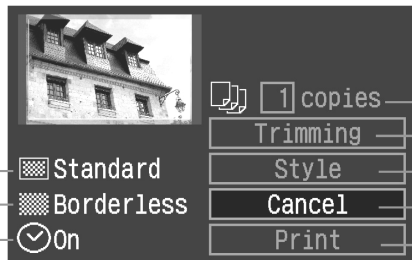 1 copies
Trimming
Standard
Style
Borderless
Cancel
On
Print